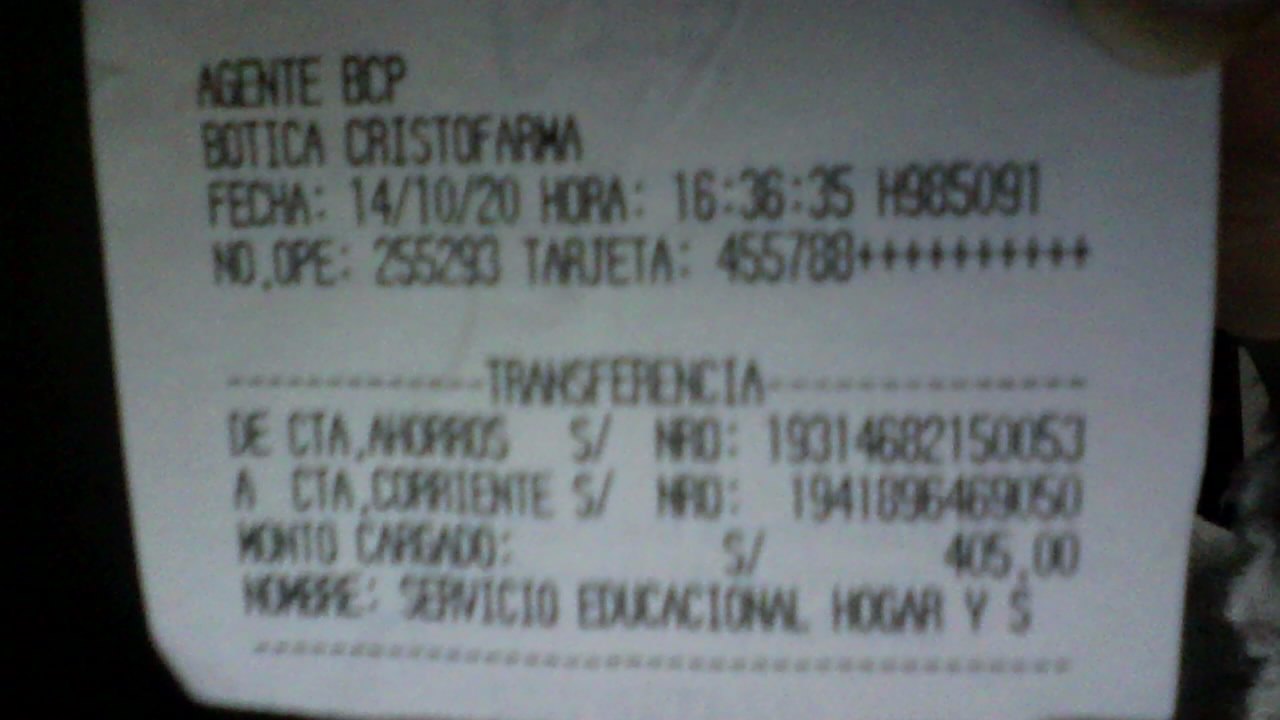 AGENTE BCP
BOTICA CRISTOFARMA
FECHA: 14/10/20 HORA: 16:36:35 H985091
NO.OPE: 255293 TARJETA: 455788++++++++++
-------------TRANSFERENCIA----------------
DE CTA.AHORROS S/ NRO: 19314682150053
A CTA.CORRIENTE S/ NRO: 1941896469050
MONTO CARGADO: S/ 405.00
NOMBRE: SERVICIO EDUCACIONAL HOGAR Y S